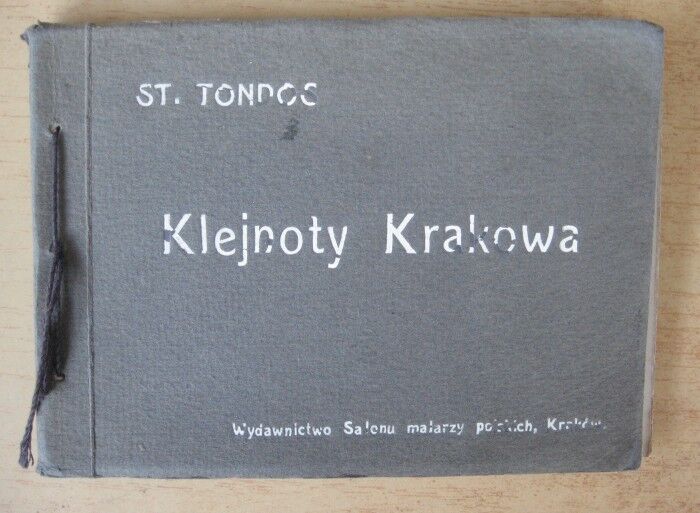 ST. TONDOS
Klejnoty Krakowa
Wydawnictwo Salonu malarzy polskich, Kraków.